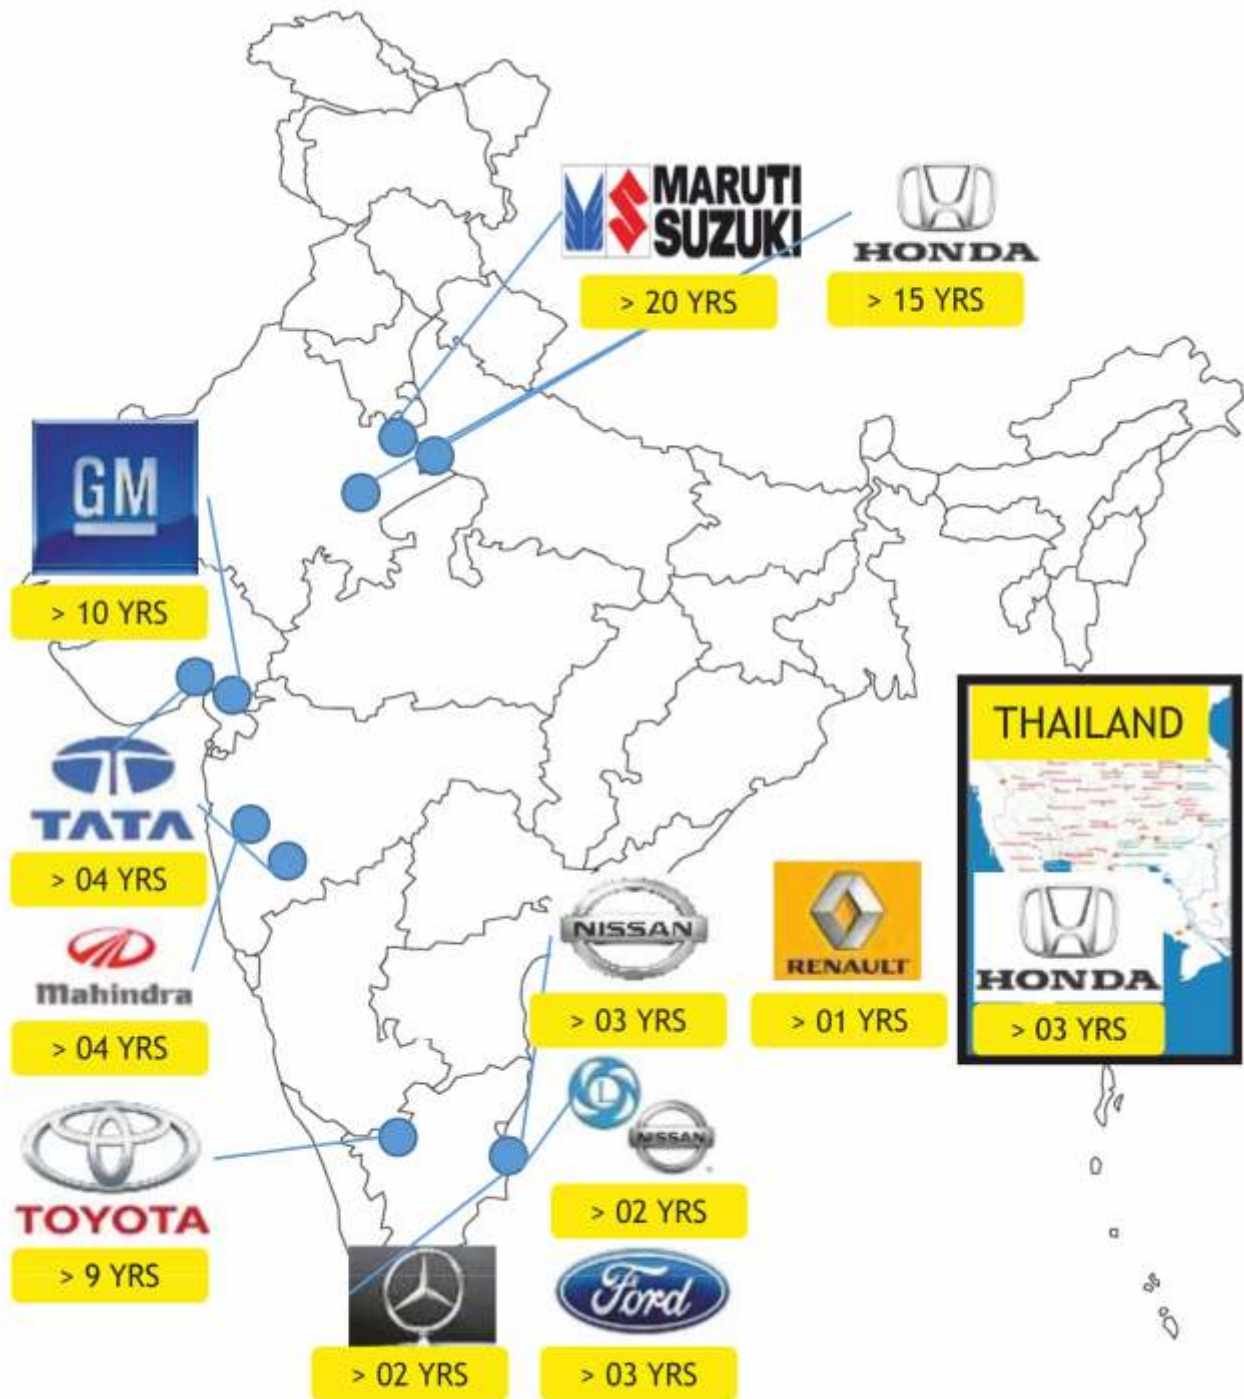 MARUTI
SUZUKI
> 20 YRS
HONDA
> 15 YRS
GM
> 10 YRS
TATA
> 04 YRS
Mahindra
> 04 YRS
TOYOTA
> 9 YRS
NISSAN
> 03 YRS
RENAULT
> 01 YRS
THAILAND
HONDA
> 03 YRS
L
NISSAN
> 02 YRS
> 02 YRS
Ford
> 03 YRS